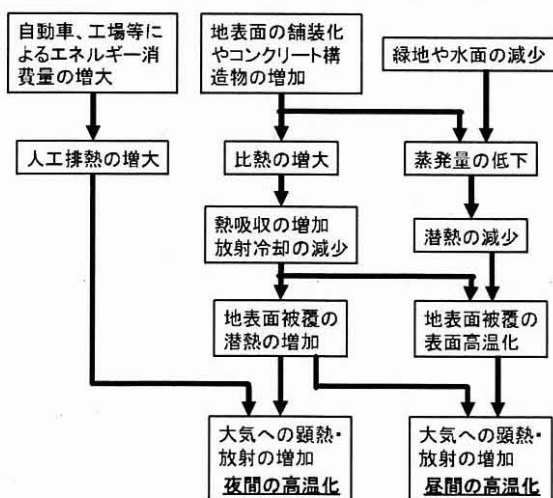 自動車、工場等に
よるエネルギー消
費量の増大
地表面の舗装化
やコンクリート構
造物の増加
緑地や水面の減少
人工排熱の増大
比熱の増大
蒸発量の低下
熱吸収の増加
放射冷却の減少
潜熱の減少
地表面被覆の
潜熱の増加
地表面被覆の
表面高温化
大気への顕熱・
放射の増加
夜間の高温化
大気への顕熱・
放射の増加
昼間の高温化